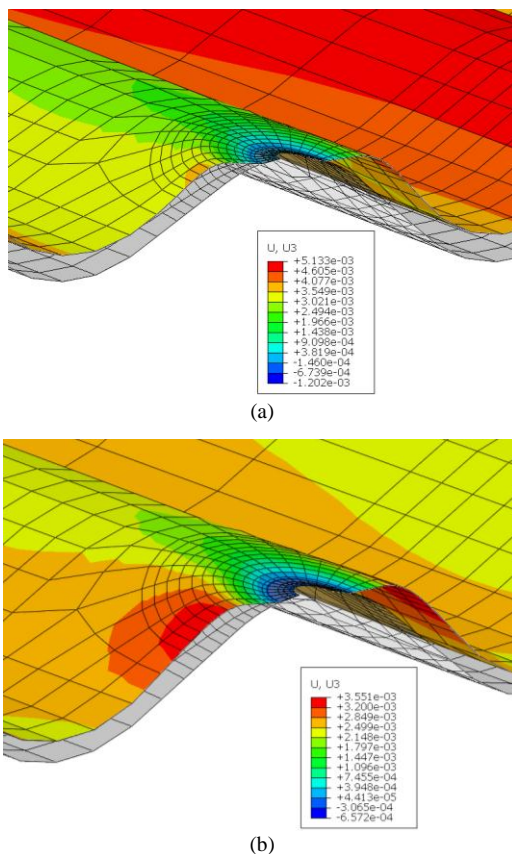 U, U3
+5.133e-03
+4.605e-03
+4.077e-03
+3.549e-03
+3.021e-03
+2.494e-03
+1.966e-03
+1.438e-03
+9.098e-04
+3.819e-04
-1.460e-04
-6.739e-04
-1.202e-03
(a)
U, U3
+3.551e-03
+3.200e-03
+2.849e-03
+2.499e-03
+2.148e-03
+1.797e-03
+1.447e-03
+1.096e-03
+7.455e-04
+3.948e-04
+4.413e-05
-3.065e-04
-6.572e-04
(b)